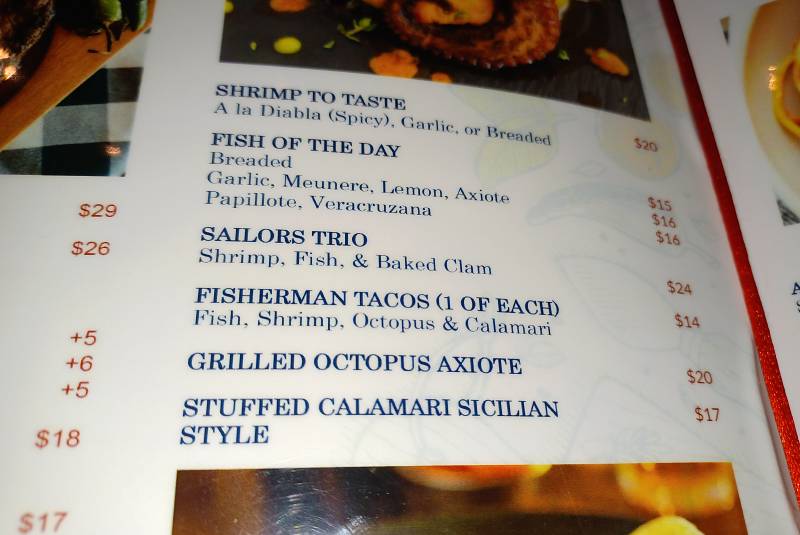 $29
$26
+5
+6
+5
$18
$17
SHRIMP TO TASTE
A la Diabla (Spicy), Garlic, or Breaded $20
FISH OF THE DAY
Breaded $15
Garlic, Meunere, Lemon, Axiote $16
Papillote, Veracruzana $16
SAILORS TRIO
Shrimp, Fish, & Baked Clam $24
FISHERMAN TACOS (1 OF EACH)
Fish, Shrimp, Octopus & Calamari $14
GRILLED OCTOPUS AXIOTE $20
STUFFED CALAMARI SICILIAN $17
STYLE